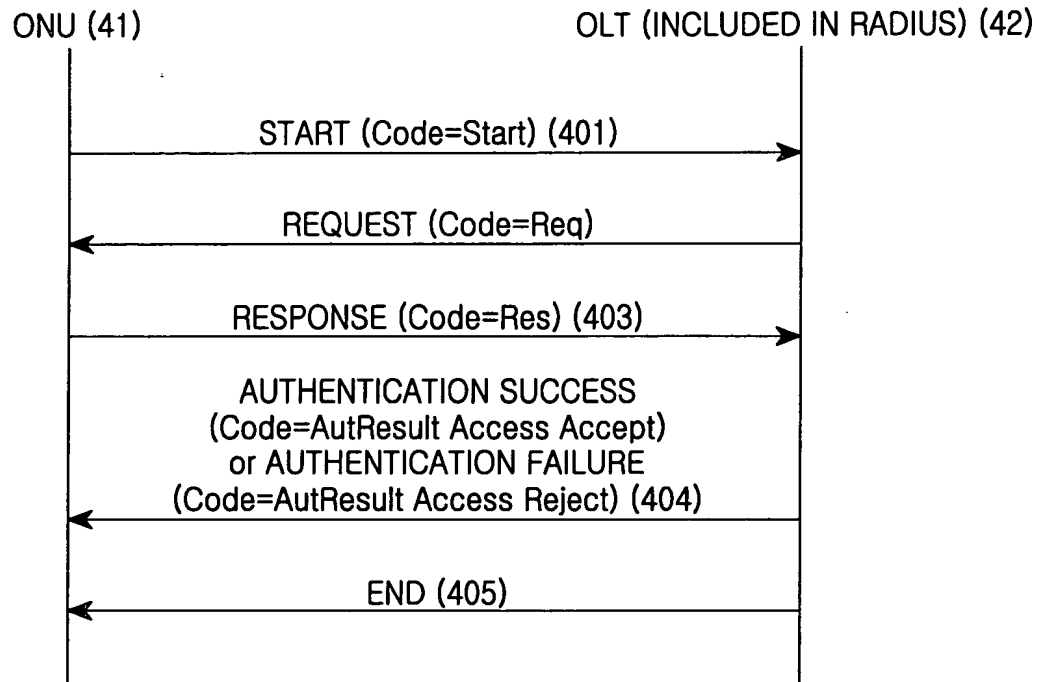 ONU (41)
OLT (INCLUDED IN RADIUS) (42)
START (Code=Start) (401)
REQUEST (Code=Req)
RESPONSE (Code=Res) (403)
AUTHENTICATION SUCCESS
(Code=AutResult Access Accept)
or AUTHENTICATION FAILURE
(Code=AutResult Access Reject) (404)
END (405)